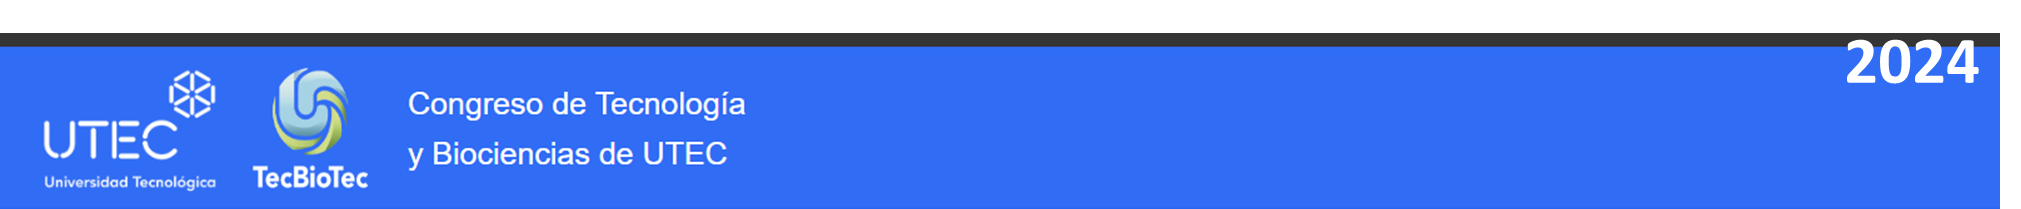 2024
UTEC
Universidad Tecnológica
TecBioTec
Congreso de Tecnología
y Biociencias de UTEC